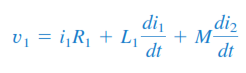 v₁ = i₁R₁ + L₁ di₁/dt + M di₂/dt